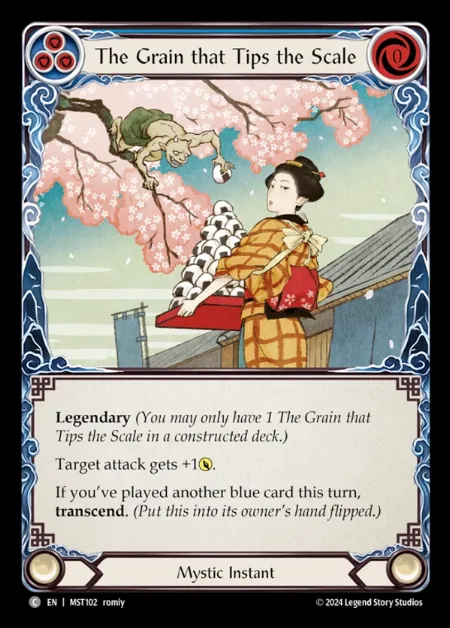 The Grain that Tips the Scale
0
Legendary (You may only have 1 The Grain that
Tips the Scale in a constructed deck.)
Target attack gets +1.
If you've played another blue card this turn,
transcend. (Put this into its owner's hand flipped.)
Mystic Instant
C EN | MST102 romiy
© 2024 Legend Story Studios